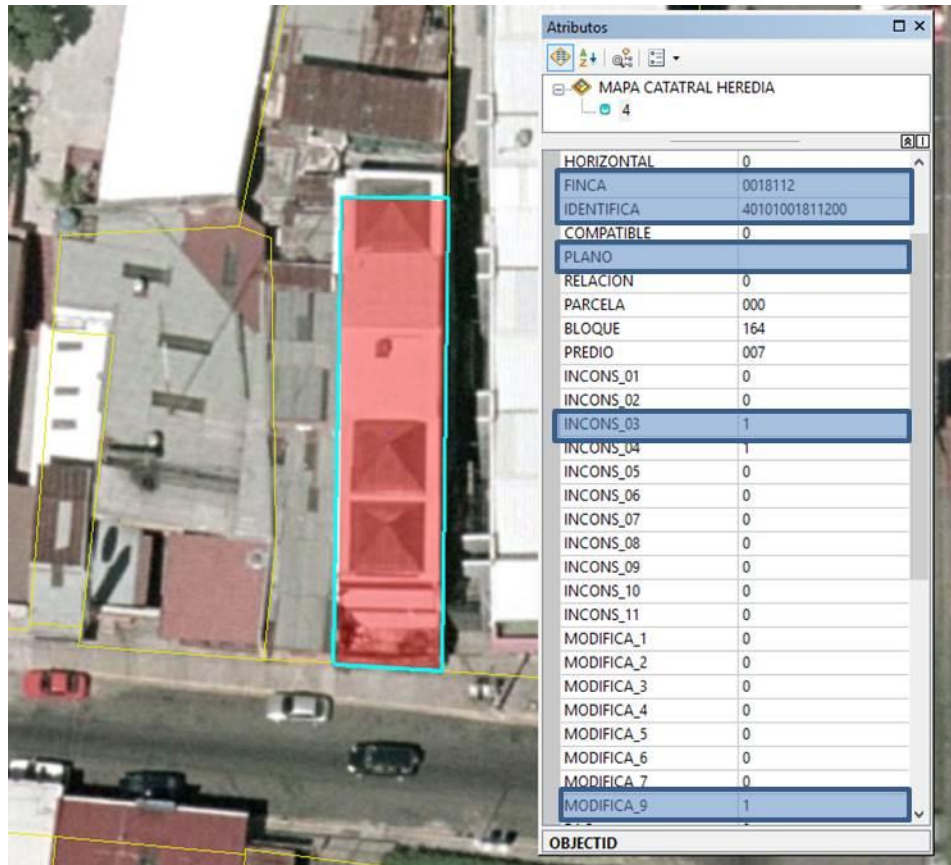 Atributos
MAPA CATATRAL HEREDIA
4
HORIZONTAL 0
FINCA 0018112
IDENTIFICA 40101001811200
COMPATIBLE 0
PLANO
RELACION 0
PARCELA 000
BLOQUE 164
PREDIO 007
INCONS_01 0
INCONS_02 0
INCONS_03 1
INCONS_04 1
INCONS_05 0
INCONS_06 0
INCONS_07 0
INCONS_08 0
INCONS_09 0
INCONS_10 0
INCONS_11 0
MODIFICA_1 0
MODIFICA_2 0
MODIFICA_3 0
MODIFICA_4 0
MODIFICA_5 0
MODIFICA_6 0
MODIFICA_7 0
MODIFICA_9 1
OBJECTID